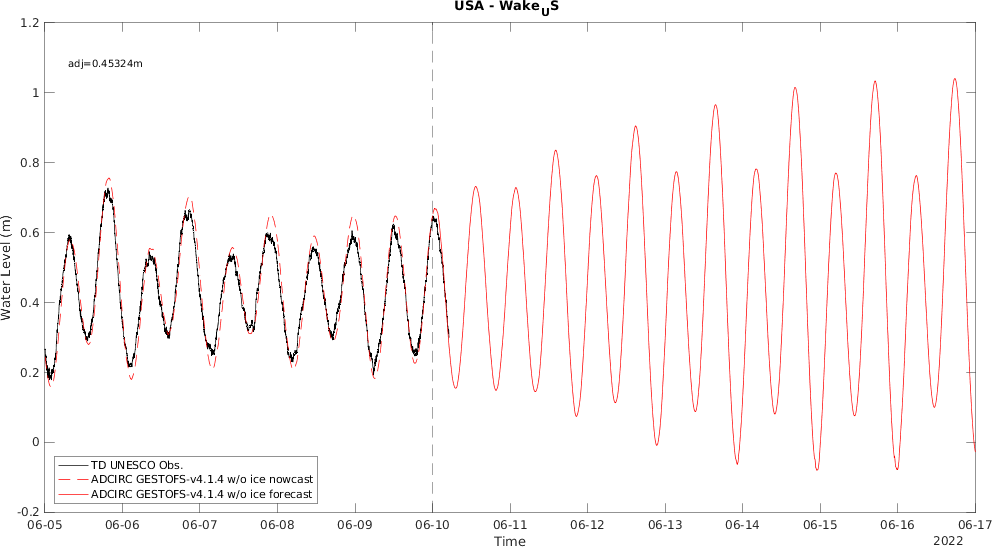 USA - WakeUS
adj=0.45324m
1.2
1
0.8
0.6
0.4
0.2
0
-0.2
Water Level (m)
TD UNESCO Obs.
ADCIRC GESTOFS-v4.1.4 w/o ice nowcast
ADCIRC GESTOFS-v4.1.4 w/o ice forecast
06-05 06-06 06-07 06-08 06-09 06-10 06-11 06-12 06-13 06-14 06-15 06-16 06-17
Time
2022